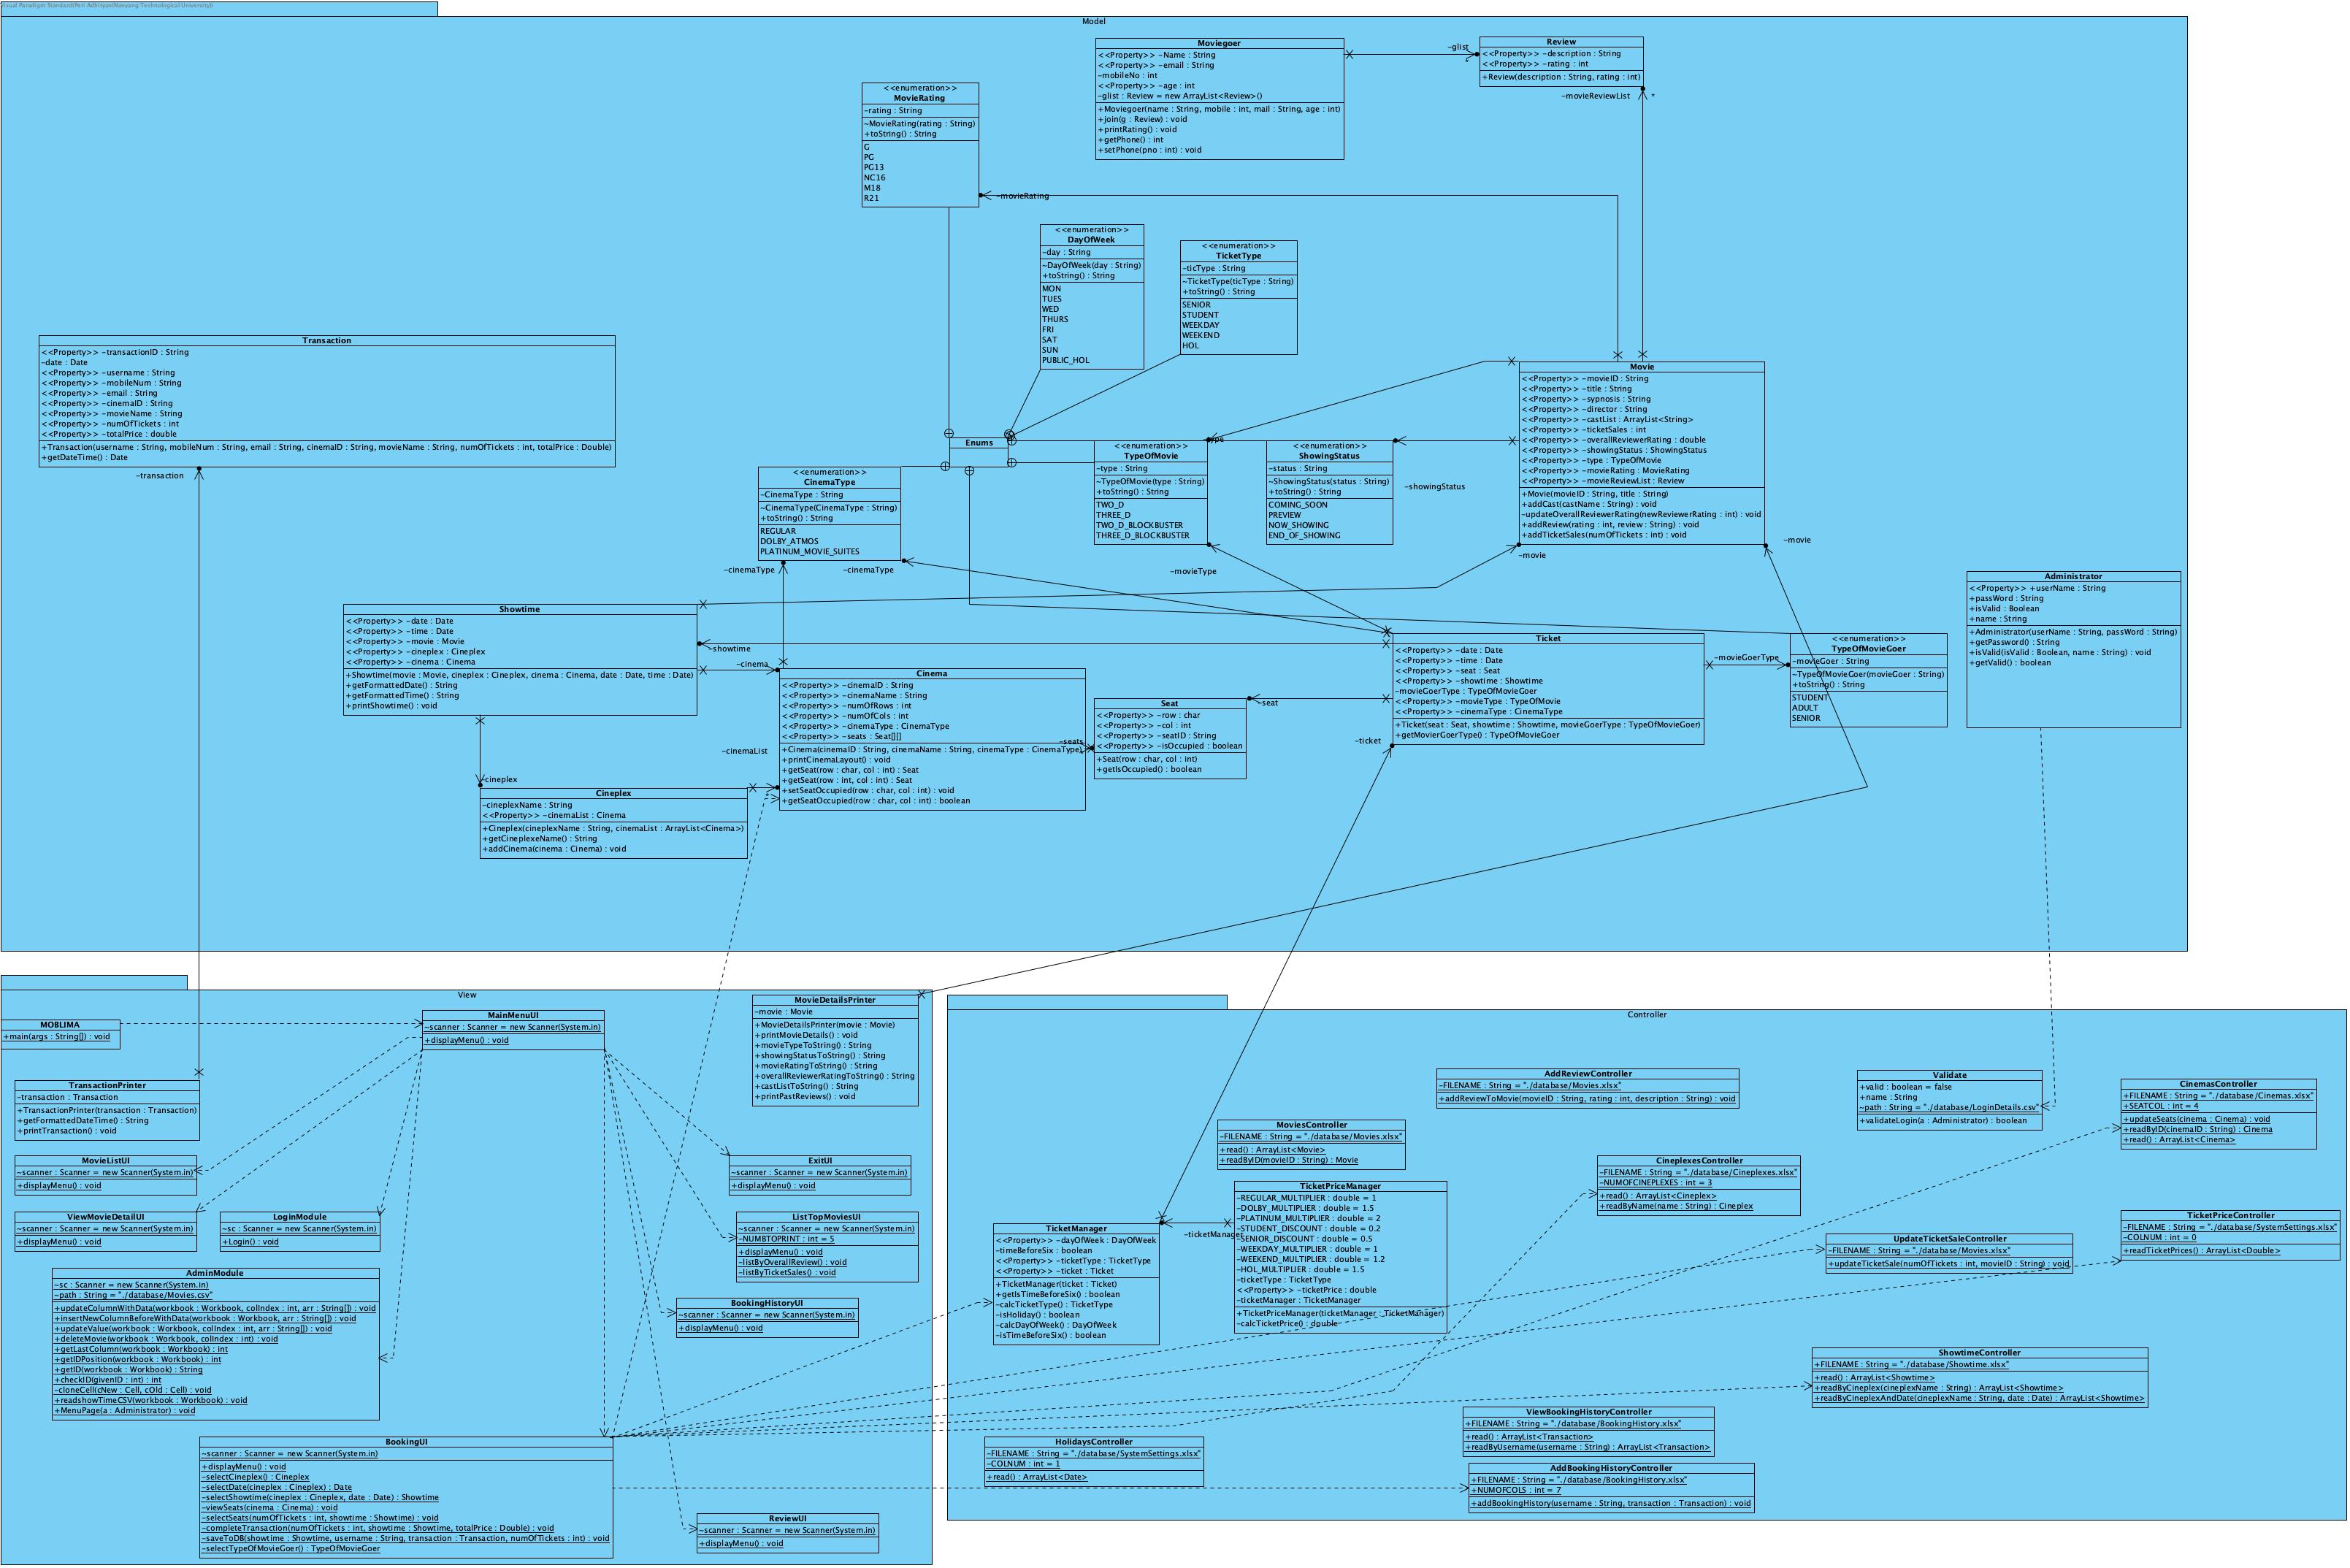 Visual Paradigm Standard(Peri Adhityan(Nanyang Technological University))
Model
Moviegoer
<<Property>> -Name : String
<<Property>> -email : String
-mobileNo : int
<<Property>> -age : int
-glist : Review = new ArrayList<Review>()
+Moviegoer(name : String, mobile : int, mail : String, age : int)
+join(g : Review) : void
+printRating() : void
+getPhone() : int
+setPhone(pno : int) : void
-glist
Review
<<Property>> -description : String
<<Property>> -rating : int
+Review(description : String, rating : int)
-movieReviewList
*
<<enumeration>>
MovieRating
-rating : String
~MovieRating(rating : String)
+toString() : String
G
PG
PG13
NC16
M18
R21
-movieRating
<<enumeration>>
DayOfWeek
-day : String
~DayOfWeek(day : String)
+toString() : String
MON
TUES
WED
THURS
FRI
SAT
SUN
PUBLIC_HOL
<<enumeration>>
TicketType
-ticType : String
~TicketType(ticType : String)
+toString() : String
SENIOR
STUDENT
WEEKDAY
WEEKEND
HOL
Transaction
<<Property>> -transactionID : String
-date : Date
<<Property>> -username : String
<<Property>> -mobileNum : String
<<Property>> -email : String
<<Property>> -cinemaID : String
<<Property>> -movieName : String
<<Property>> -numOfTickets : int
<<Property>> -totalPrice : double
+Transaction(username : String, mobileNum : String, email : String, cinemaID : String, movieName : String, numOfTickets : int, totalPrice : Double)
+getDateTime() : Date
-transaction
Enums
<<enumeration>>
CinemaType
-CinemaType : String
~CinemaType(CinemaType : String)
+toString() : String
REGULAR
DOLBY_ATMOS
PLATINUM_MOVIE_SUITES
-cinemaType
-cinemaType
<<enumeration>>
TypeOfMovie
-type : String
~TypeOfMovie(type : String)
+toString() : String
TWO_D
THREE_D
TWO_D_BLOCKBUSTER
THREE_D_BLOCKBUSTER
-type
-movieType
<<enumeration>>
ShowingStatus
-status : String
~ShowingStatus(status : String)
+toString() : String
COMING_SOON
PREVIEW
NOW_SHOWING
END_OF_SHOWING
-showingStatus
Movie
<<Property>> -movieID : String
<<Property>> -title : String
<<Property>> -sypnosis : String
<<Property>> -director : String
<<Property>> -castList : ArrayList<String>
<<Property>> -ticketSales : int
<<Property>> -overallReviewerRating : double
<<Property>> -showingStatus : ShowingStatus
<<Property>> -type : TypeOfMovie
<<Property>> -movieRating : MovieRating
<<Property>> -movieReviewList : Review
+Movie(movieID : String, title : String)
+addCast(castName : String) : void
-updateOverallReviewerRating(newReviewerRating : int) : void
+addReview(rating : int, review : String) : void
+addTicketSales(numOfTickets : int) : void
-movie
-movie
Administrator
<<Property>> +userName : String
+passWord : String
+isValid : Boolean
+name : String
+Administrator(userName : String, passWord : String)
+getPassword() : String
+isValid(isValid : Boolean, name : String) : void
+getValid() : boolean
Showtime
<<Property>> -date : Date
<<Property>> -time : Date
<<Property>> -movie : Movie
<<Property>> -cineplex : Cineplex
<<Property>> -cinema : Cinema
+Showtime(movie : Movie, cineplex : Cineplex, cinema : Cinema, date : Date, time : Date)
+getFormattedDate() : String
+getFormattedTime() : String
+printShowtime() : void
-showtime
-cinema
Cinema
<<Property>> -cinemaID : String
<<Property>> -cinemaName : String
<<Property>> -numOfRows : int
<<Property>> -numOfCols : int
<<Property>> -cinemaType : CinemaType
<<Property>> -seats : Seat[][]
+Cinema(cinemaID : String, cinemaName : String, cinemaType : CinemaType)
+printCinemaLayout() : void
+getSeat(row : char, col : int) : Seat
+getSeat(row : int, col : int) : Seat
+setSeatOccupied(row : char, col : int) : void
+getSeatOccupied(row : char, col : int) : boolean
-cinemaList
-seats
Seat
<<Property>> -row : char
<<Property>> -col : int
<<Property>> -seatID : String
<<Property>> -isOccupied : boolean
+Seat(row : char, col : int)
+getIsOccupied() : boolean
-seat
Ticket
<<Property>> -date : Date
<<Property>> -time : Date
<<Property>> -seat : Seat
<<Property>> -showtime : Showtime
-movieGoerType : TypeOfMovieGoer
<<Property>> -movieType : TypeOfMovie
<<Property>> -cinemaType : CinemaType
+Ticket(seat : Seat, showtime : Showtime, movieGoerType : TypeOfMovieGoer)
+getMovierGoerType() : TypeOfMovieGoer
-ticket
-movieGoerType
<<enumeration>>
TypeOfMovieGoer
-movieGoer : String
~TypeOfMovieGoer(movieGoer : String)
+toString() : String
STUDENT
ADULT
SENIOR
-cineplex
Cineplex
-cineplexName : String
<<Property>> -cinemaList : Cinema
+Cineplex(cineplexName : String, cinemaList : ArrayList<Cinema>)
+getCineplexeName() : String
+addCinema(cinema : Cinema) : void
View
MOBLIMA
+main(args : String[]) : void
MainMenuUI
~scanner : Scanner = new Scanner(System.in)
+displayMenu() : void
MovieDetailsPrinter
-movie : Movie
+MovieDetailsPrinter(movie : Movie)
+printMovieDetails() : void
+movieTypeToString() : String
+showingStatusToString() : String
+movieRatingToString() : String
+overallReviewerRatingToString() : String
+castListToString() : String
+printPastReviews() : void
TransactionPrinter
-transaction : Transaction
+TransactionPrinter(transaction : Transaction)
+getFormattedDateTime() : String
+printTransaction() : void
MovieListUI
~scanner : Scanner = new Scanner(System.in)
+displayMenu() : void
ViewMovieDetailUI
~scanner : Scanner = new Scanner(System.in)
+displayMenu() : void
LoginModule
~sc : Scanner = new Scanner(System.in)
+Login() : void
ExitUI
~scanner : Scanner = new Scanner(System.in)
+displayMenu() : void
ListTopMoviesUI
~scanner : Scanner = new Scanner(System.in)
-NUMBTOPRINT : int = 5
+displayMenu() : void
-listByOverallReview() : void
-listByTicketSales() : void
AdminModule
~sc : Scanner = new Scanner(System.in)
~path : String = "./database/Movies.csv"
+updateColumnWithData(workbook : Workbook, colIndex : int, arr : String[]) : void
+insertNewColumnBeforeWithData(workbook : Workbook, arr : String[]) : void
+updateValue(workbook : Workbook, colIndex : int, arr : String[]) : void
+deleteMovie(workbook : Workbook, colIndex : int) : void
+getLastColumn(workbook : Workbook) : int
+getIDPosition(workbook : Workbook) : int
+getID(workbook : Workbook) : String
+checkID(givenID : int) : int
-cloneCell(cNew : Cell, cOld : Cell) : void
+readshowTimeCSV(workbook : Workbook) : void
+MenuPage(a : Administrator) : void
BookingHistoryUI
~scanner : Scanner = new Scanner(System.in)
+displayMenu() : void
BookingUI
~scanner : Scanner = new Scanner(System.in)
+displayMenu() : void
-selectCineplex() : Cineplex
-selectDate(cineplex : Cineplex) : Date
-selectShowtime(cineplex : Cineplex, date : Date) : Showtime
-viewSeats(cinema : Cinema) : void
-selectSeats(numOfTickets : int, showtime : Showtime) : void
-completeTransaction(numOfTickets : int, showtime : Showtime, totalPrice : Double) : void
-saveToDB(showtime : Showtime, username : String, transaction : Transaction, numOfTickets : int) : void
-selectTypeOfMovieGoer() : TypeOfMovieGoer
ReviewUI
~scanner : Scanner = new Scanner(System.in)
+displayMenu() : void
Controller
AddReviewController
-FILENAME : String = "./database/Movies.xlsx"
+addReviewToMovie(movieID : String, rating : int, description : String) : void
Validate
+valid : boolean = false
+name : String
~path : String = "./database/LoginDetails.csv"
+validateLogin(a : Administrator) : boolean
CinemasController
+FILENAME : String = "./database/Cinemas.xlsx"
+SEATCOL : int = 4
+updateSeats(cinema : Cinema) : void
+readByID(cinemaID : String) : Cinema
+read() : ArrayList<Cinema>
MoviesController
-FILENAME : String = "./database/Movies.xlsx"
+read() : ArrayList<Movie>
+readByID(movieID : String) : Movie
CineplexesController
-FILENAME : String = "./database/Cineplexes.xlsx"
-NUMOFCINEPLEXES : int = 3
+read() : ArrayList<Cineplex>
+readByName(name : String) : Cineplex
TicketPriceManager
-REGULAR_MULTIPLIER : double = 1
-DOLBY_MULTIPLIER : double = 1.5
-PLATINUM_MULTIPLIER : double = 2
-STUDENT_DISCOUNT : double = 0.2
-SENIOR_DISCOUNT : double = 0.5
-WEEKDAY_MULTIPLIER : double = 1
-WEEKEND_MULTIPLIER : double = 1.2
-HOL_MULTIPLIER : double = 1.5
-ticketType : TicketType
<<Property>> -ticketPrice : double
-ticketManager : TicketManager
+TicketPriceManager(ticketManager : TicketManager)
-calcTicketPrice() : double
-ticketManager
TicketManager
<<Property>> -dayOfWeek : DayOfWeek
-timeBeforeSix : boolean
<<Property>> -ticketType : TicketType
<<Property>> -ticket : Ticket
+TicketManager(ticket : Ticket)
+getIsTimeBeforeSix() : boolean
-calcTicketType() : TicketType
-isHoliday() : boolean
-calcDayOfWeek() : DayOfWeek
-isTimeBeforeSix() : boolean
TicketPriceController
-FILENAME : String = "./database/SystemSettings.xlsx"
-COLNUM : int = 0
+readTicketPrices() : ArrayList<Double>
UpdateTicketSaleController
-FILENAME : String = "./database/Movies.xlsx"
+updateTicketSale(numOfTickets : int, movieID : String) : void
ShowtimeController
+FILENAME : String = "./database/Showtime.xlsx"
+read() : ArrayList<Showtime>
+readByCineplex(cineplexName : String) : ArrayList<Showtime>
+readByCineplexAndDate(cineplexName : String, date : Date) : ArrayList<Showtime>
ViewBookingHistoryController
+FILENAME : String = "./database/BookingHistory.xlsx"
+read() : ArrayList<Transaction>
+readByUsername(username : String) : ArrayList<Transaction>
HolidaysController
-FILENAME : String = "./database/SystemSettings.xlsx"
-COLNUM : int = 1
+read() : ArrayList<Date>
AddBookingHistoryController
+FILENAME : String = "./database/BookingHistory.xlsx"
+NUMOFCOLS : int = 7
+addBookingHistory(username : String, transaction : Transaction) : void